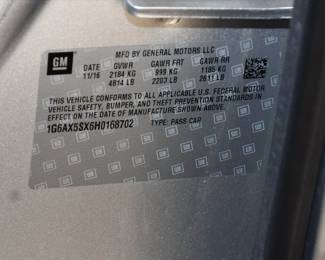 GM
MFD BY GENERAL MOTORS LLC
DATE GVWR GAWR FRT GAWR RR
11/16 2184 KG 999 KG 1185 KG
4814 LB 2203 LB 2611 LB
THIS VEHICLE CONFORMS TO ALL APPLICABLE U.S. FEDERAL MOTOR
VEHICLE SAFETY, BUMPER, AND THEFT PREVENTION STANDARDS IN
EFFECT ON THE DATE OF MANUFACTURE SHOWN ABOVE.
1G6AX5SX6H0168702 TYPE: PASS CAR